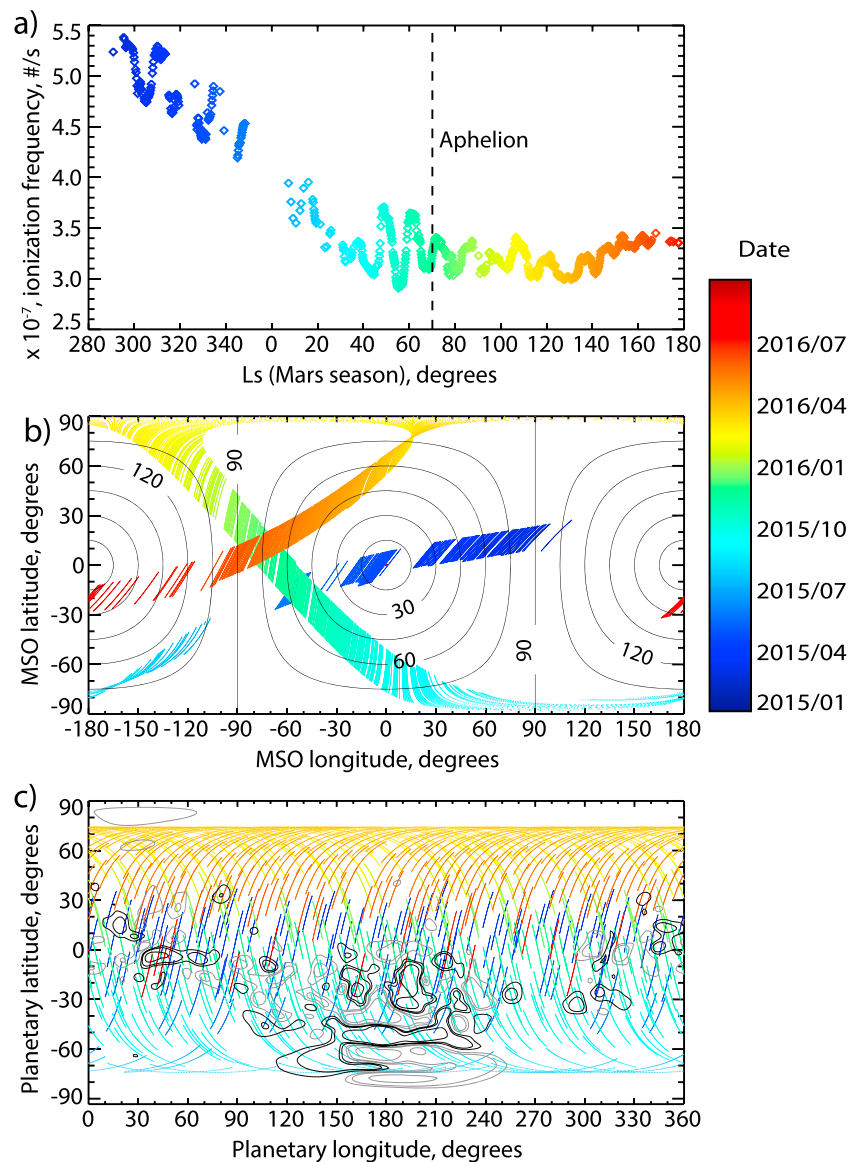 a)
5.5
5.0
4.5
4.0
3.5
3.0
2.5
x 10⁻⁷, ionization frequency, #/s
Aphelion
280 300 320 340 0 20 40 60 80 100 120 140 160 180
Ls (Mars season), degrees
Date
2016/07
2016/04
2016/01
2015/10
2015/07
2015/04
2015/01
b)
90
60
30
0
-30
-60
-90
MSO latitude, degrees
120
90
30
60
90
120
-180 -150 -120 -90 -60 -30 0 30 60 90 120 150 180
MSO longitude, degrees
c)
90
60
30
0
-30
-60
-90
Planetary latitude, degrees
0 30 60 90 120 150 180 210 240 270 300 330 360
Planetary longitude, degrees